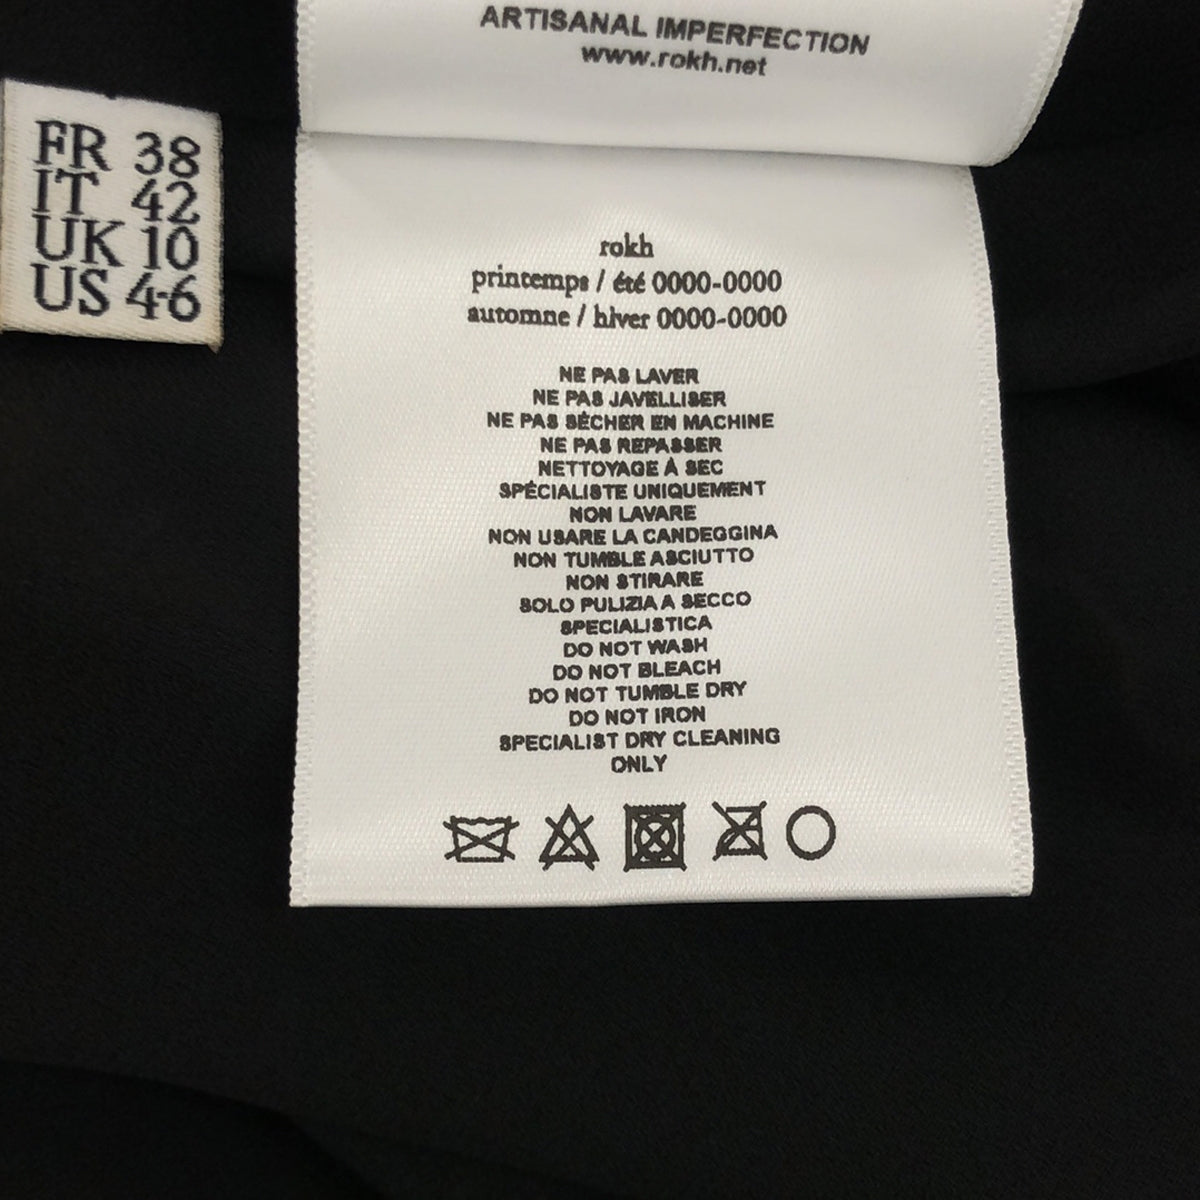 ARTISANAL IMPERFECTION
www.rokh.net
FR 38
IT 42
UK 10
US 4-6
rokh
printemps / été 0000-0000
automne / hiver 0000-0000
NE PAS LAVER
NE PAS JAVELLISER
NE PAS SÉCHER EN MACHINE
NE PAS REPASSER
NETTOYAGE À SEC
SPÉCIALISTE UNIQUEMENT
NON LAVARE
NON USARE LA CANDEGGINA
NON TUMBLE ASCIUTTO
NON STIRARE
SOLO PULIZIA A SECCO
SPECIALISTICA
DO NOT WASH
DO NOT BLEACH
DO NOT TUMBLE DRY
DO NOT IRON
SPECIALIST DRY CLEANING
ONLY